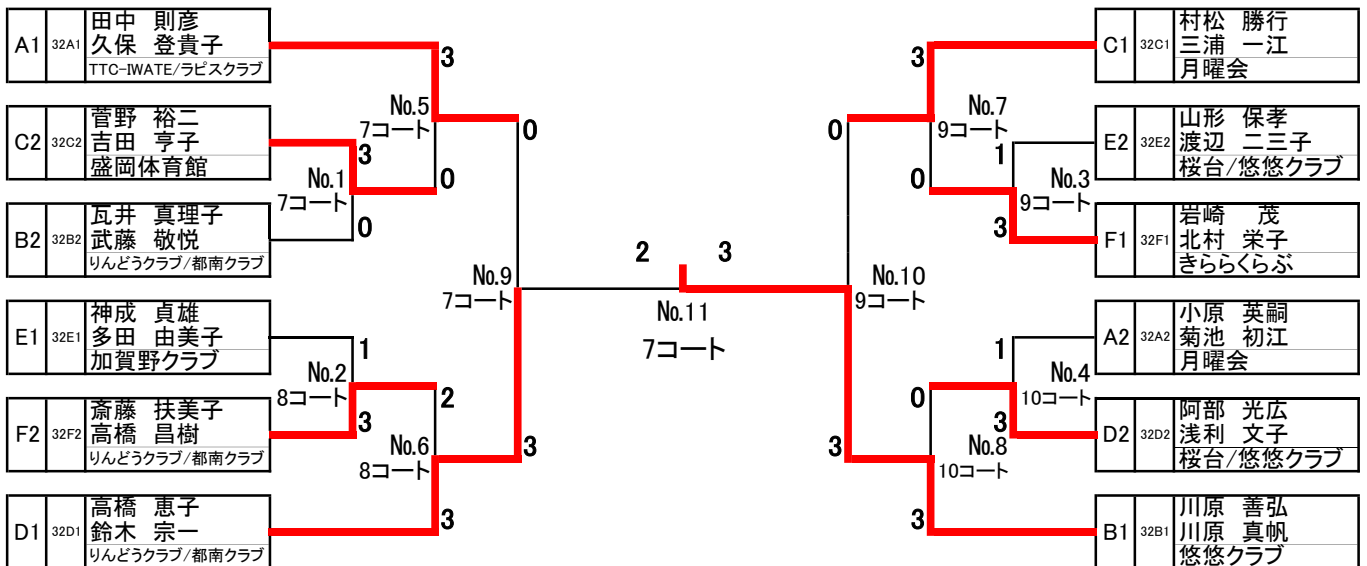 A1 32A1 田中 則彦
久保 登貴子
TTC-IWATE/ラピスクラブ
C2 32C2 菅野 裕二
吉田 亨子
盛岡体育館
B2 32B2 瓦井 真理子
武藤 敬悦
りんどうクラブ/都南クラブ
E1 32E1 神成 貞雄
多田 由美子
加賀野クラブ
F2 32F2 斎藤 扶美子
高橋 昌樹
りんどうクラブ/都南クラブ
D1 32D1 高橋 恵子
鈴木 宗一
りんどうクラブ/都南クラブ
3
No.5
7コート
0
3
No.1
7コート
0
0
No.9
7コート
1
No.2
8コート
3
2
No.6
8コート
3
3
2 3
No.11
7コート
3
No.7
9コート
0
1
No.3
9コート
0
3
No.10
9コート
1
No.4
10コート
0
3
No.8
10コート
3
3
C1 32C1 村松 勝行
三浦 一江
月曜会
E2 32E2 山形 保孝
渡辺 二三子
桜台/悠悠クラブ
F1 32F1 岩崎 茂
北村 栄子
きららくらぶ
A2 32A2 小原 英嗣
菊池 初江
月曜会
D2 32D2 阿部 光広
浅利 文子
桜台/悠悠クラブ
B1 32B1 川原 善弘
川原 真帆
悠悠クラブ